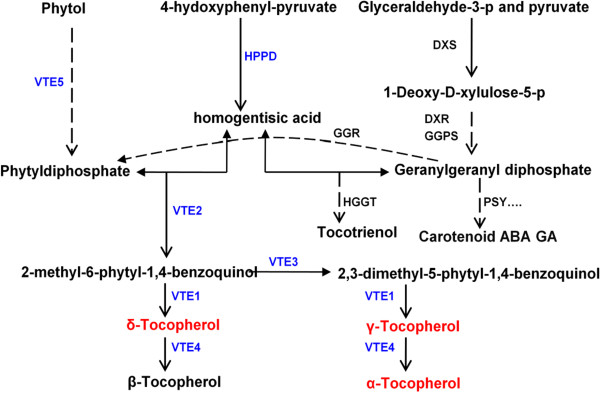 Phytol
4-hydoxyphenyl-pyruvate
Glyceraldehyde-3-p and pyruvate
DXS
HPPD
VTE5
1-Deoxy-D-xylulose-5-p
homogentisic acid
DXR
GGPS
GGR
Phytyldiphosphate
Geranylgeranyl diphosphate
VTE2
HGGT
PSY....
Tocotrienol
Carotenoid ABA GA
2-methyl-6-phytyl-1,4-benzoquinol
VTE3
2,3-dimethyl-5-phytyl-1,4-benzoquinol
VTE1
VTE1
δ-Tocopherol
γ-Tocopherol
VTE4
VTE4
β-Tocopherol
α-Tocopherol